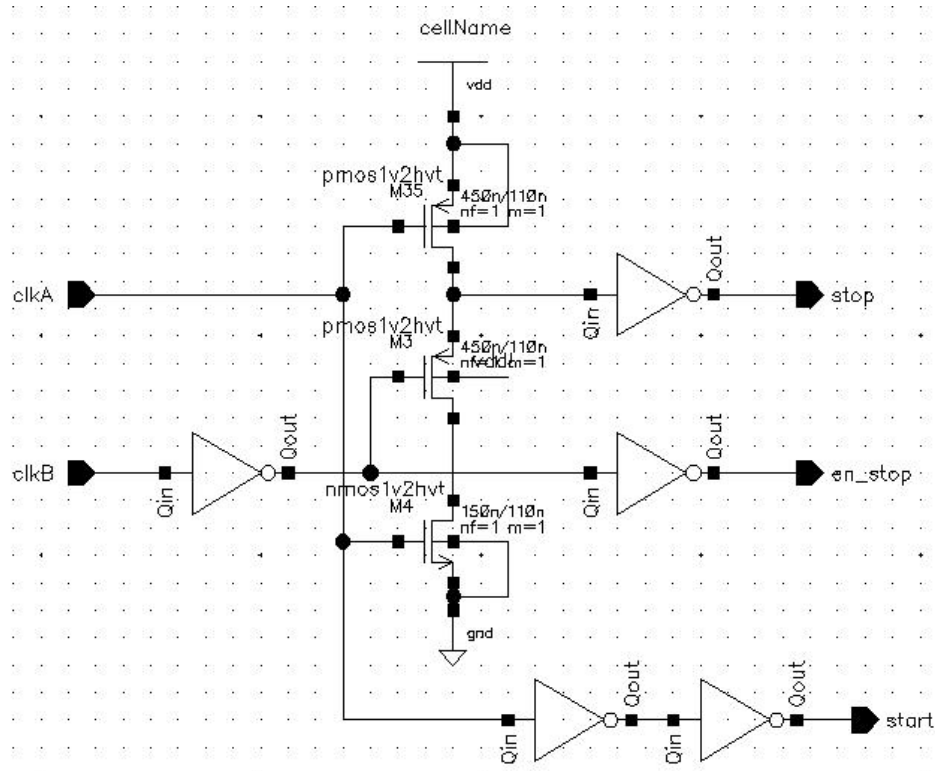 cellName
vdd
pmos1v2hvt
M35
450n/110n
nf=1 m=1
clkA
Qin
Qout
stop
pmos1v2hvt
M3
450n/110n
m=1
clkB
Qin
Qout
Qin
Qout
en_stop
nmos1v2hvt
M4
150n/110n
nf=1 m=1
gnd
Qin
Qout
Qin
Qout
start